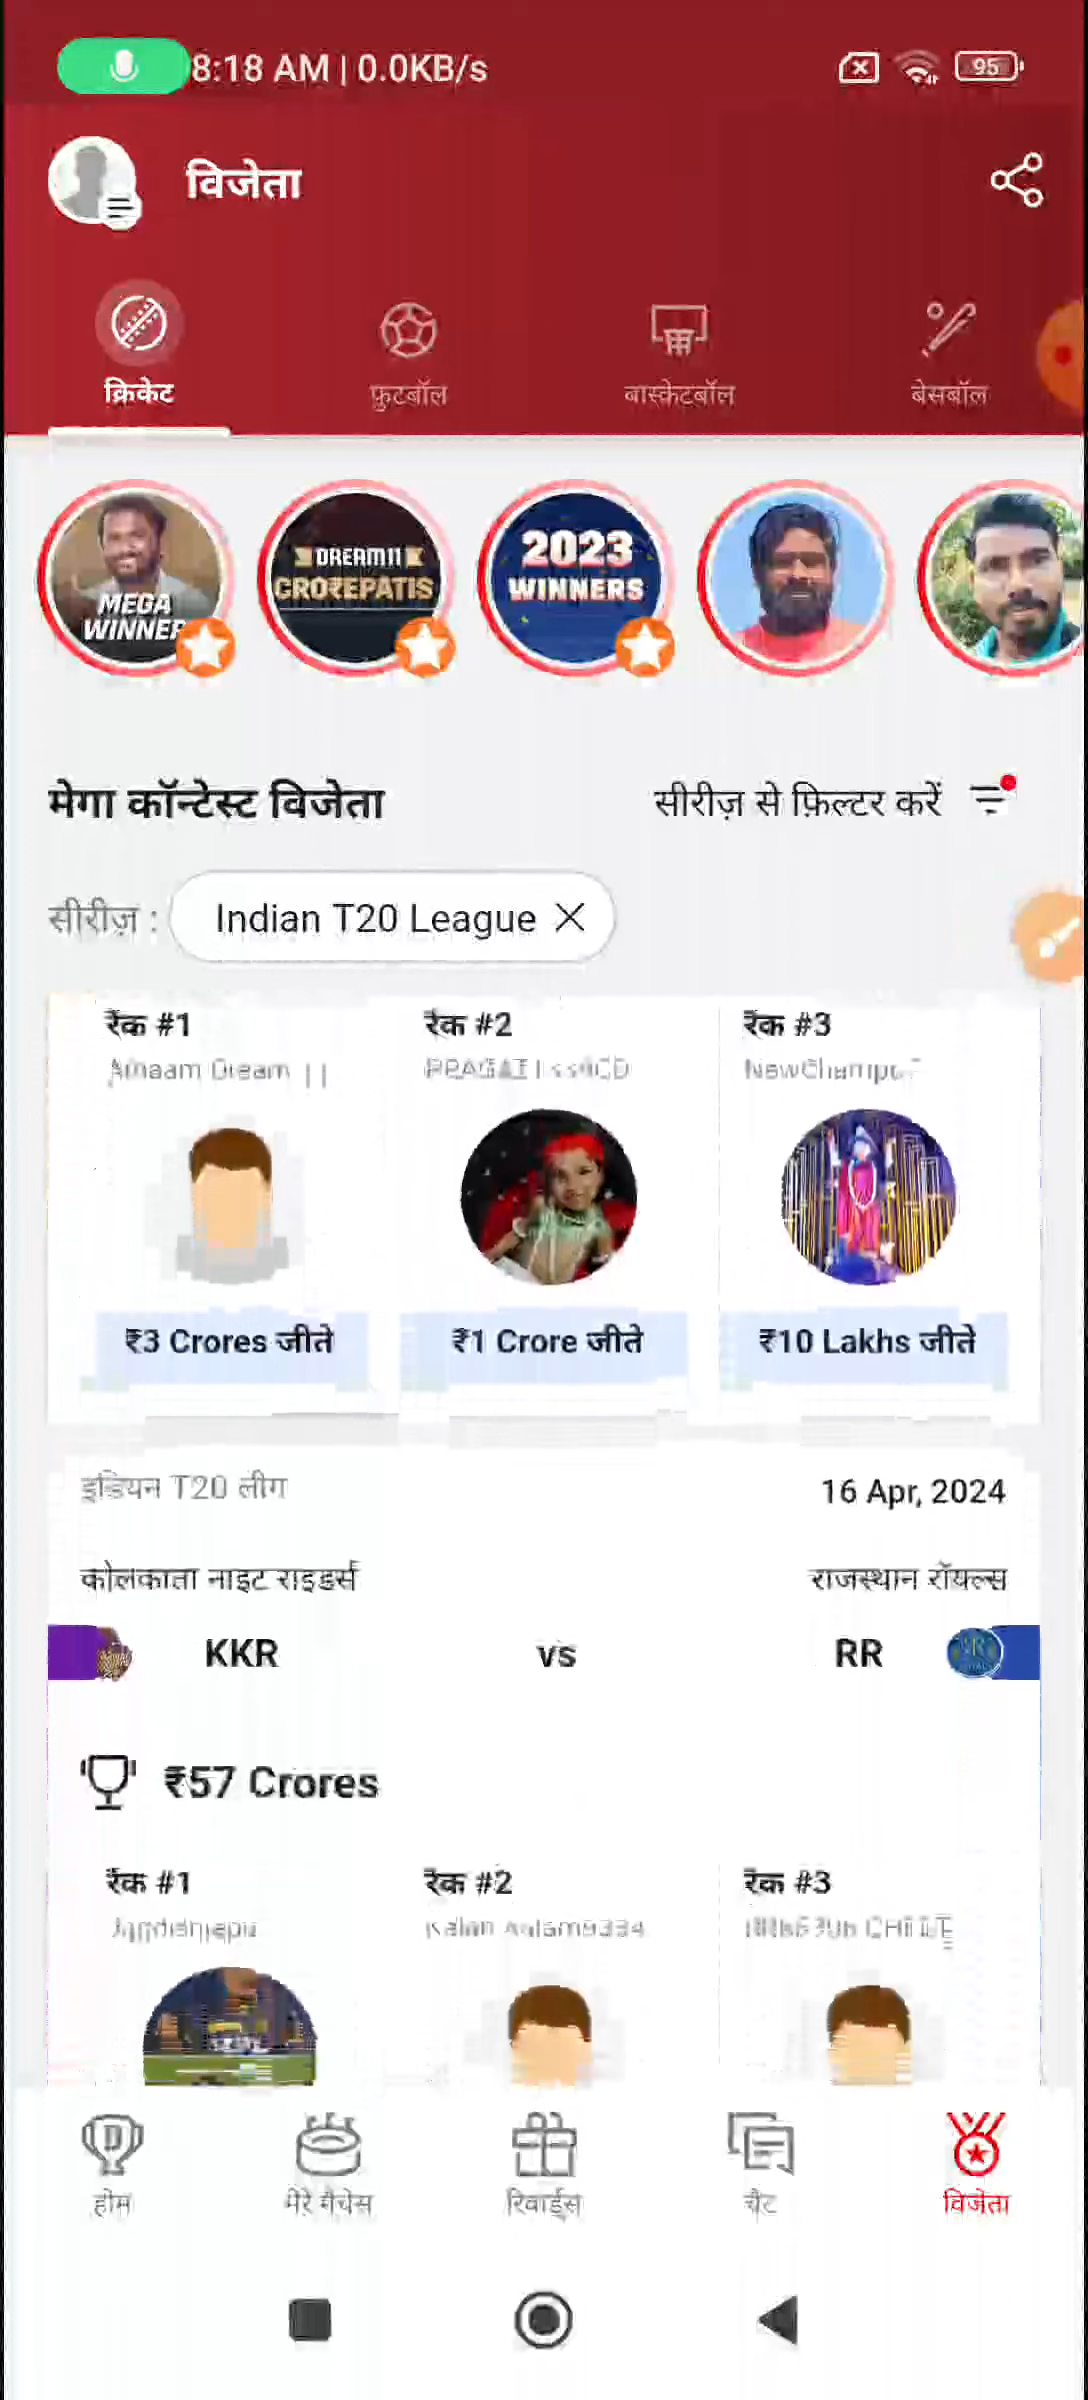 8:18 AM | 0.0KB/s
95
विजेता
क्रिकेट
फ़ुटबॉल
बास्केटबॉल
बेसबॉल
MEGA
WINNER
DREAM11
CRO₹EPATIS
2023
WINNERS
मेगा कॉन्टेस्ट विजेता
सीरीज़ से फ़िल्टर करें
सीरीज़ :
Indian T20 League
रैंक #1
रैंक #2
रैंक #3
₹3 Crores जीते
₹1 Crore जीते
₹10 Lakhs जीते
इंडियन T20 लीग
16 Apr, 2024
कोलकाता नाइट राइडर्स
राजस्थान रॉयल्स
KKR
vs
RR
₹57 Crores
रैंक #1
रैंक #2
रैंक #3
होम
मेरे मैचेस
रिवार्ड्स
चैट
विजेता